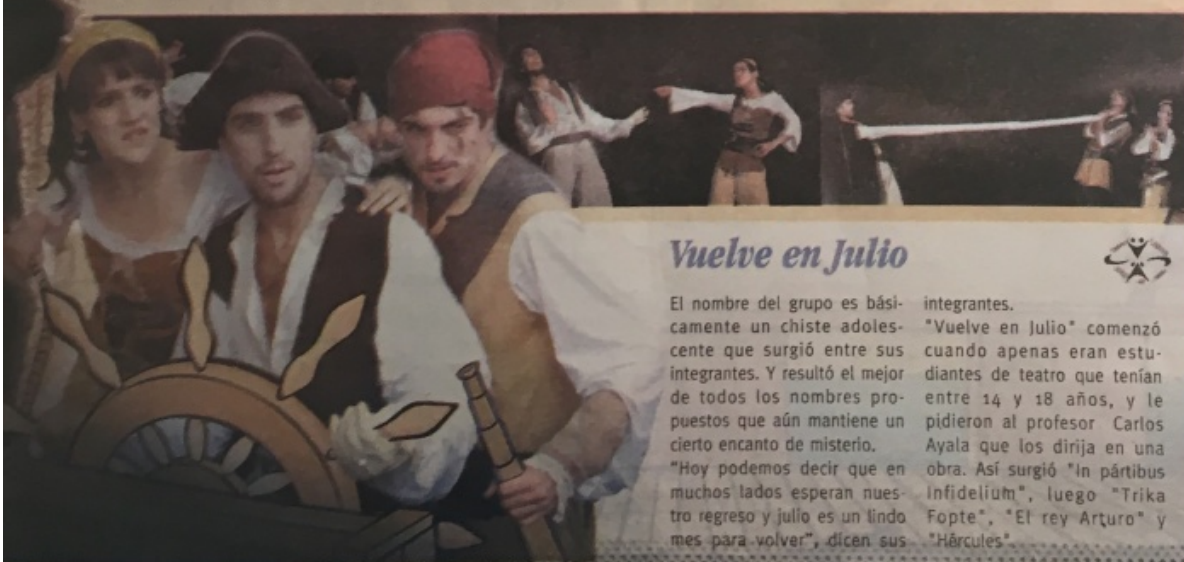 Vuelve en Julio
El nombre del grupo es bási-
camente un chiste adoles-
cente que surgió entre sus
integrantes. Y resultó el mejor
de todos los nombres pro-
puestos que aún mantiene un
cierto encanto de misterio.
"Hoy podemos decir que en
muchos lados esperan nues-
tro regreso y julio es un lindo
mes para volver", dicen sus
integrantes.
"Vuelve en Julio" comenzó
cuando apenas eran estu-
diantes de teatro que tenían
entre 14 y 18 años, y le
pidieron al profesor Carlos
Ayala que los dirija en una
obra. Así surgió "In pártibus
infidelium", luego "Trika
Fopte", "El rey Arturo" y
"Hércules".